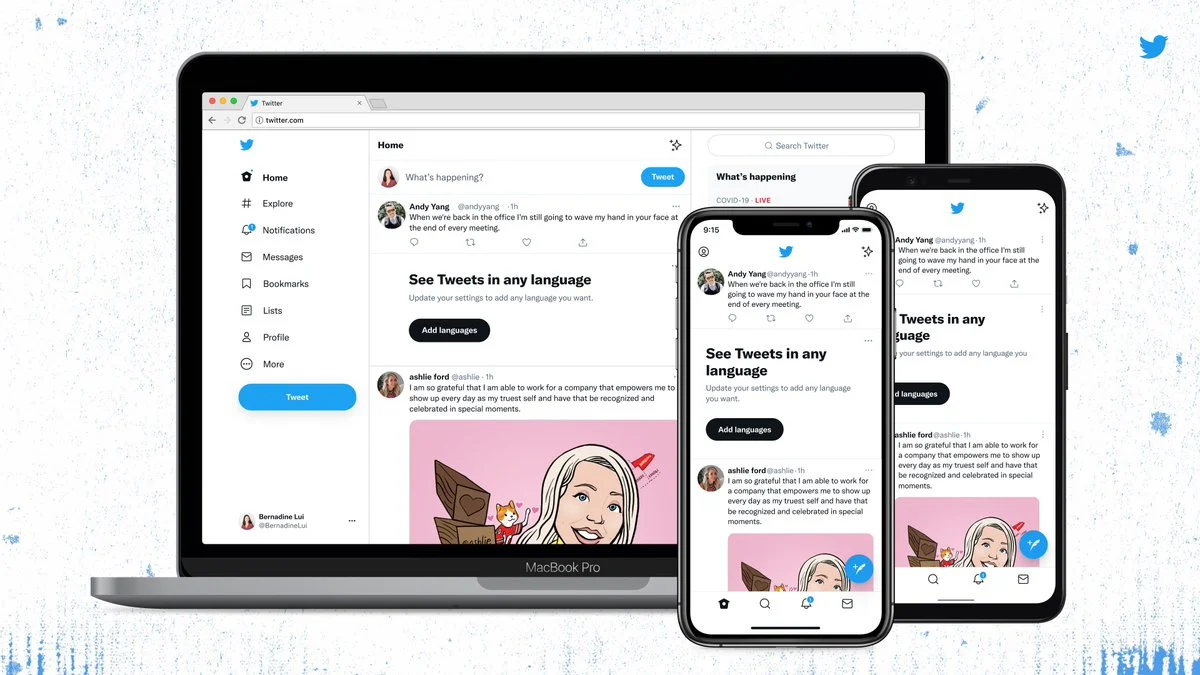 Twitter
twitter.com
Home
Explore
Notifications
Messages
Bookmarks
Lists
Profile
More
Tweet
Bernadine Lui
@BernadineLui
Home
What's happening?
Tweet
Andy Yang @andyyang · 1h
When we're back in the office I'm still going to wave my hand in your face at
the end of every meeting.
See Tweets in any language
Update your settings to add any language you want.
Add languages
ashlie ford @ashlie · 1h
I am so grateful that I am able to work for a company that empowers me to
show up every day as my truest self and have that be recognized and
celebrated in special moments.
@ashlie
Search Twitter
What's happening
COVID-19 · LIVE
MacBook Pro
9:15
Andy Yang @andyyang · 1h
When we're back in the office I'm still
going to wave my hand in your face at the
end of every meeting.
See Tweets in any
language
Update your settings to add any language
you want.
Add languages
ashlie ford @ashlie · 1h
I am so grateful that I am able to work for
a company that empowers me to show up
every day as my truest self and have that
be recognized and celebrated in special
moments.
Andy Yang @andyyang · 1h
When we're back in the office I'm still
going to wave my hand in your face at the
end of every meeting.
Tweets in any
guage
your settings to add any language you
d languages
ashlie ford @ashlie · 1h
I am so grateful that I am able to work for
a company that empowers me to show up
every day as my truest self and have that
be recognized and celebrated in special
moments.